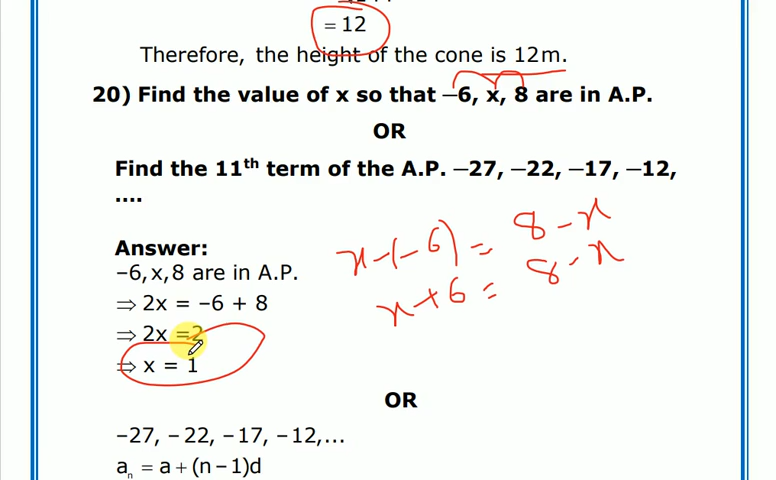 = 12
Therefore, the height of the cone is 12m.
20) Find the value of x so that −6, x, 8 are in A.P.
OR
Find the 11th term of the A.P. −27, −22, −17, −12,
....
x-(-6) = 8-x
x+6 = 8-x
Answer:
−6,x,8 are in A.P.
⇒ 2x = −6 + 8
⇒ 2x =2
⇒ x = 1
OR
−27, −22, −17, −12,...
aₙ = a+(n−1)d